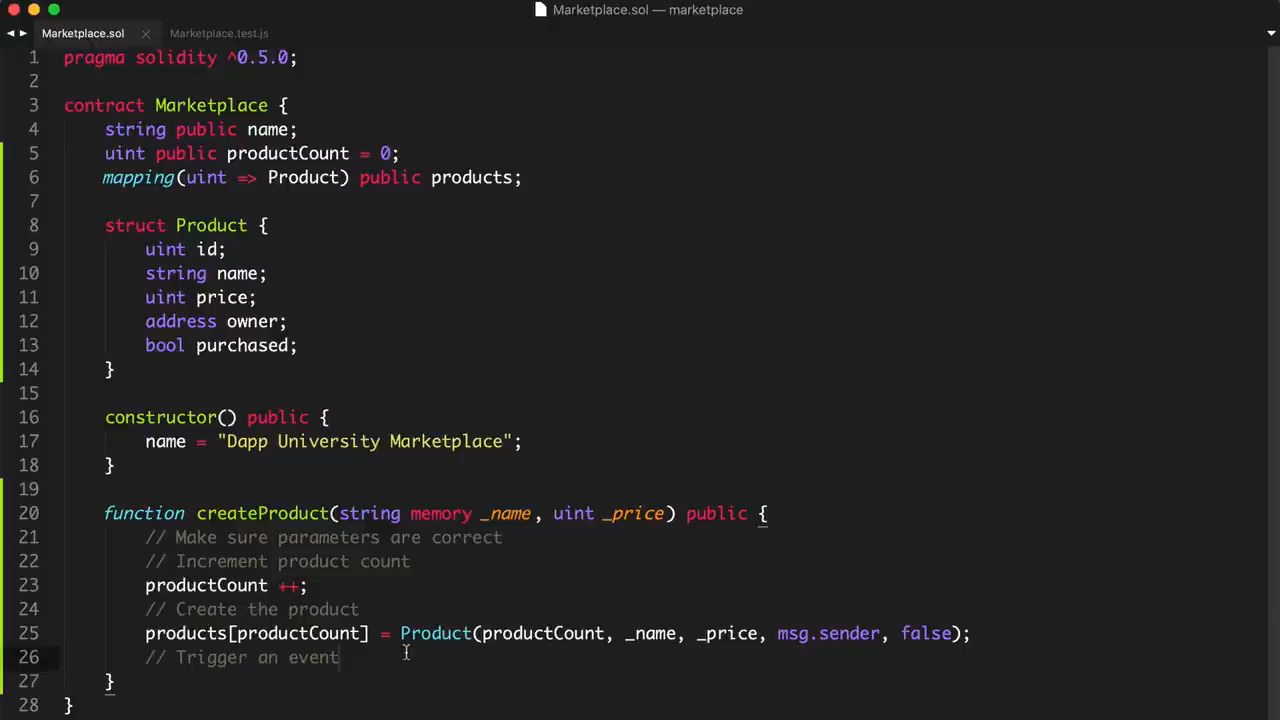 Marketplace.sol — marketplace
Marketplace.sol Marketplace.test.js
1 pragma solidity ^0.5.0;
2
3 contract Marketplace {
4 string public name;
5 uint public productCount = 0;
6 mapping(uint => Product) public products;
7
8 struct Product {
9 uint id;
10 string name;
11 uint price;
12 address owner;
13 bool purchased;
14 }
15
16 constructor() public {
17 name = "Dapp University Marketplace";
18 }
19
20 function createProduct(string memory _name, uint _price) public {
21 // Make sure parameters are correct
22 // Increment product count
23 productCount ++;
24 // Create the product
25 products[productCount] = Product(productCount, _name, _price, msg.sender, false);
26 // Trigger an event
27 }
28 }